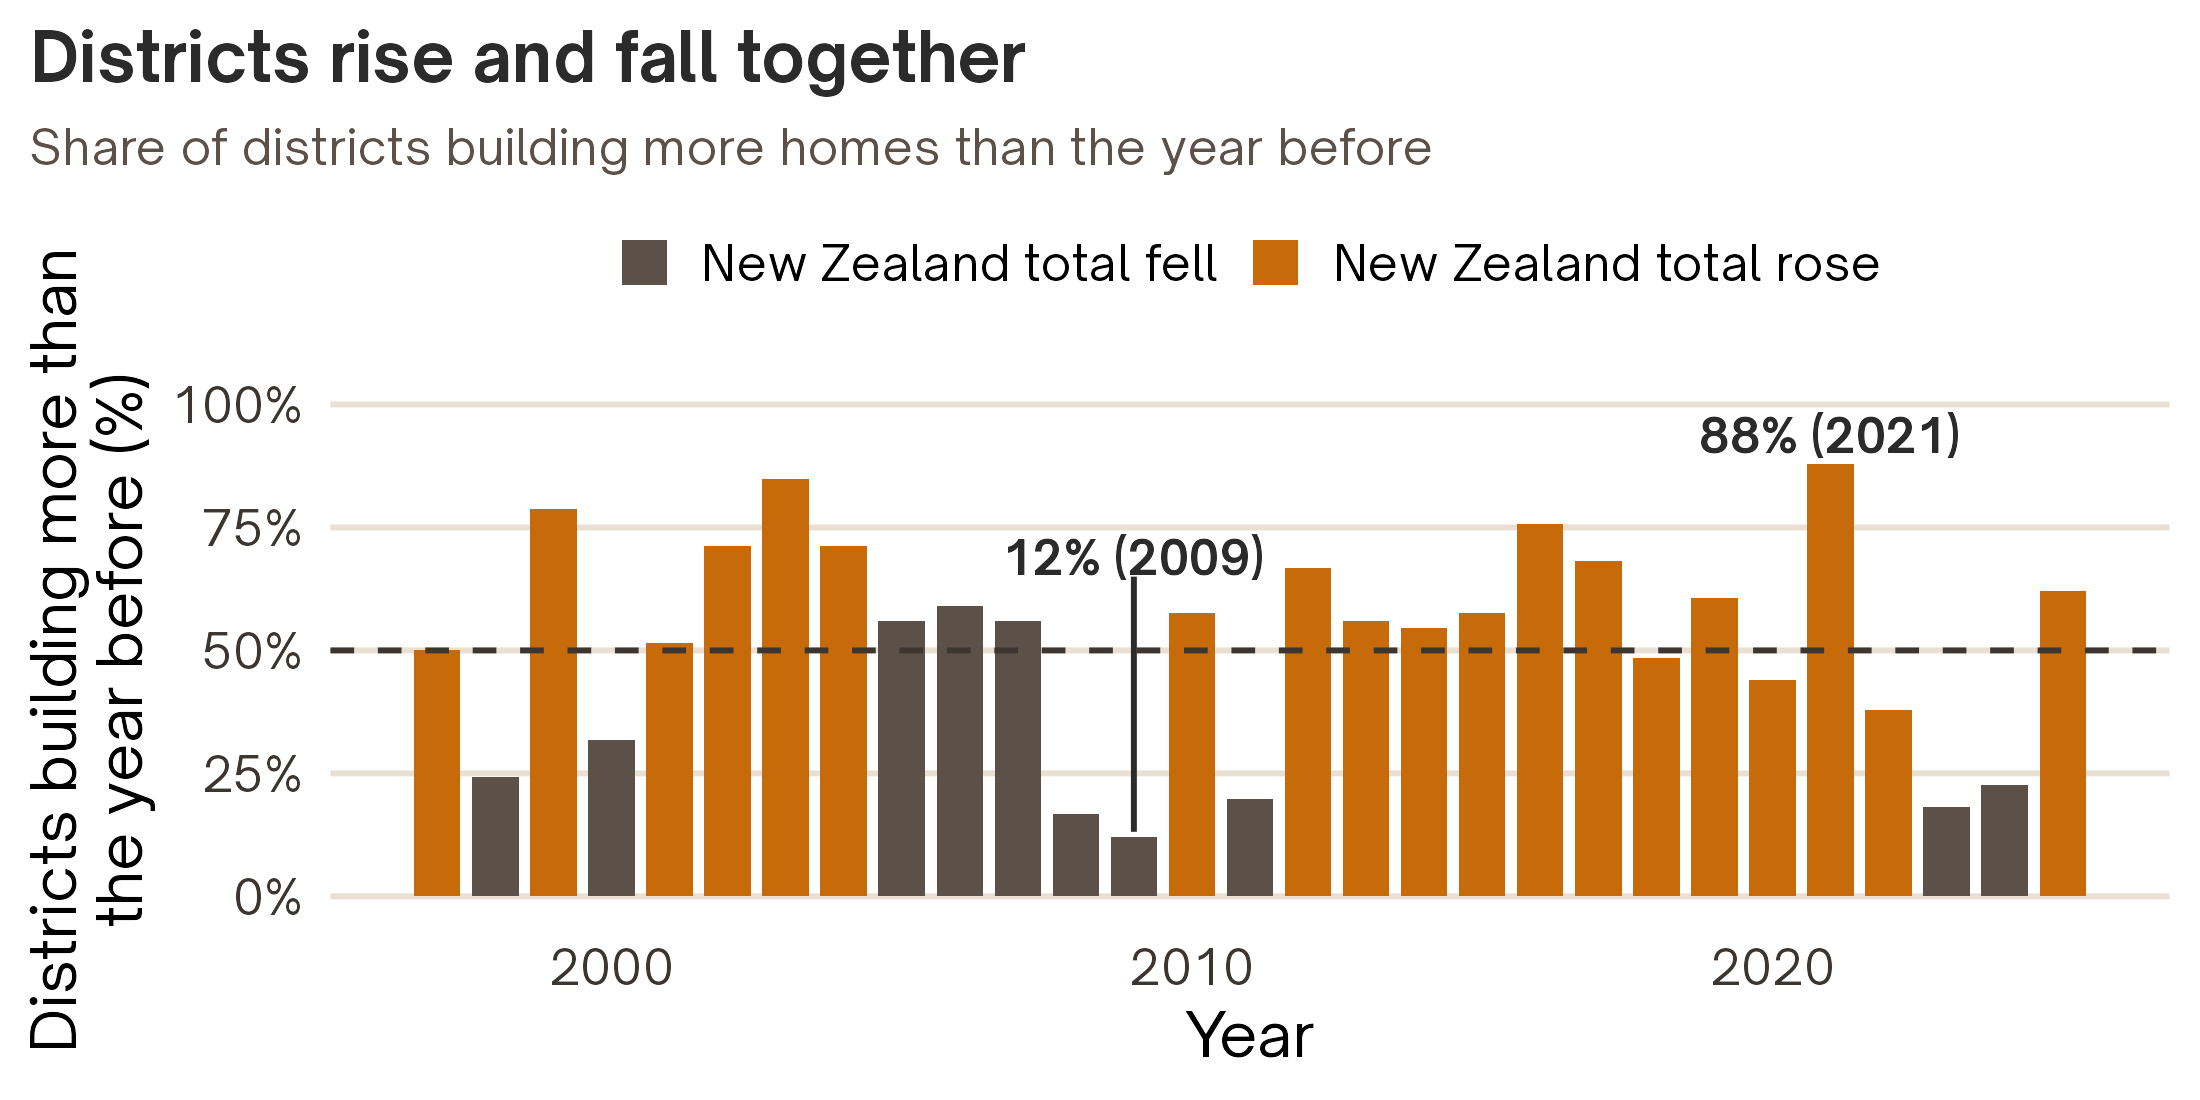 Districts rise and fall together
Share of districts building more homes than the year before
New Zealand total fell
New Zealand total rose
Districts building more than
the year before (%)
100%
75%
50%
25%
0%
88% (2021)
12% (2009)
2000
2010
2020
Year